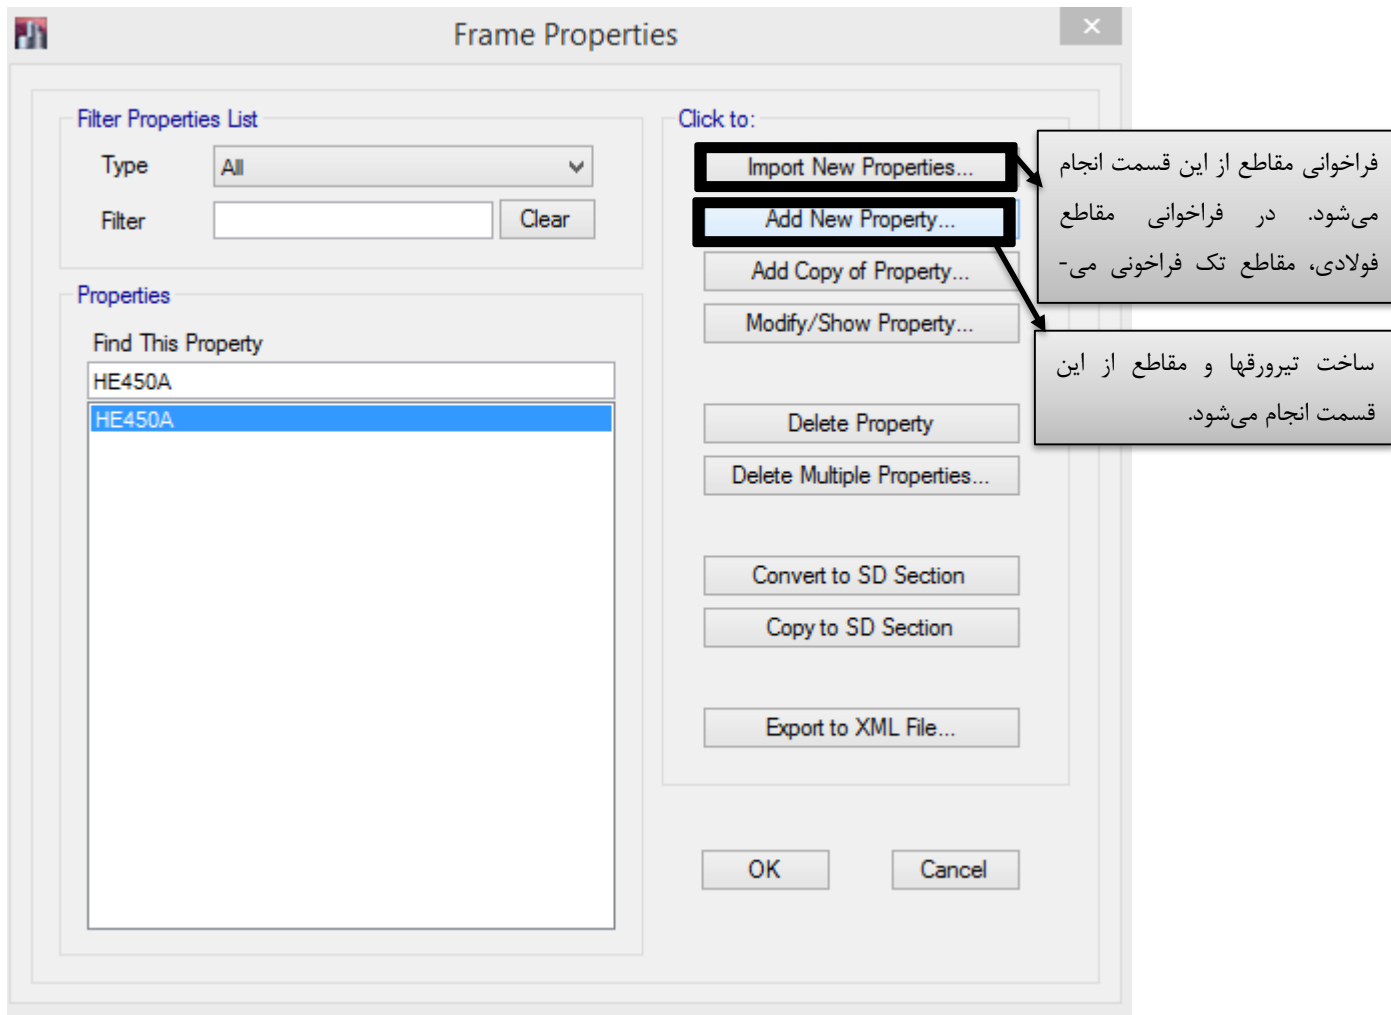 Frame Properties
Filter Properties List
Type All
Filter Clear
Properties
Find This Property
HE450A
HE450A
Click to:
Import New Properties...
Add New Property...
Add Copy of Property...
Modify/Show Property...
Delete Property
Delete Multiple Properties...
Convert to SD Section
Copy to SD Section
Export to XML File...
OK Cancel
فراخوانی مقاطع از این قسمت انجام
می‌شود. در فراخوانی مقاطع
فولادی، مقاطع تک فراخونی می-
ساخت تیرورقها و مقاطع از این
قسمت انجام می‌شود.